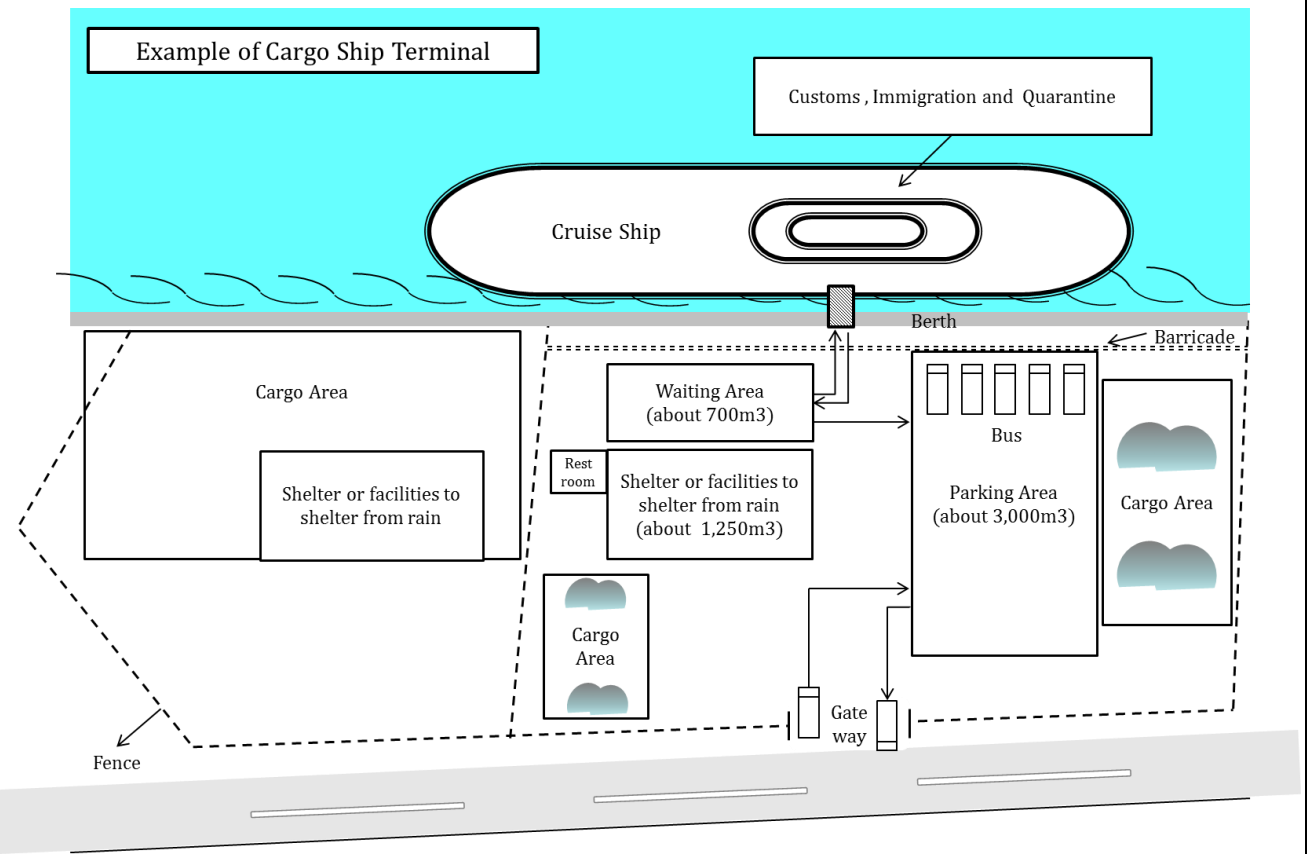 Example of Cargo Ship Terminal
Customs , Immigration and Quarantine
Cruise Ship
Berth
Barricade
Cargo Area
Waiting Area
(about 700m3)
Bus
Rest
room
Shelter or facilities to
shelter from rain
(about 1,250m3)
Shelter or facilities to
shelter from rain
Parking Area
(about 3,000m3)
Cargo Area
Cargo
Area
Gate
way
Fence